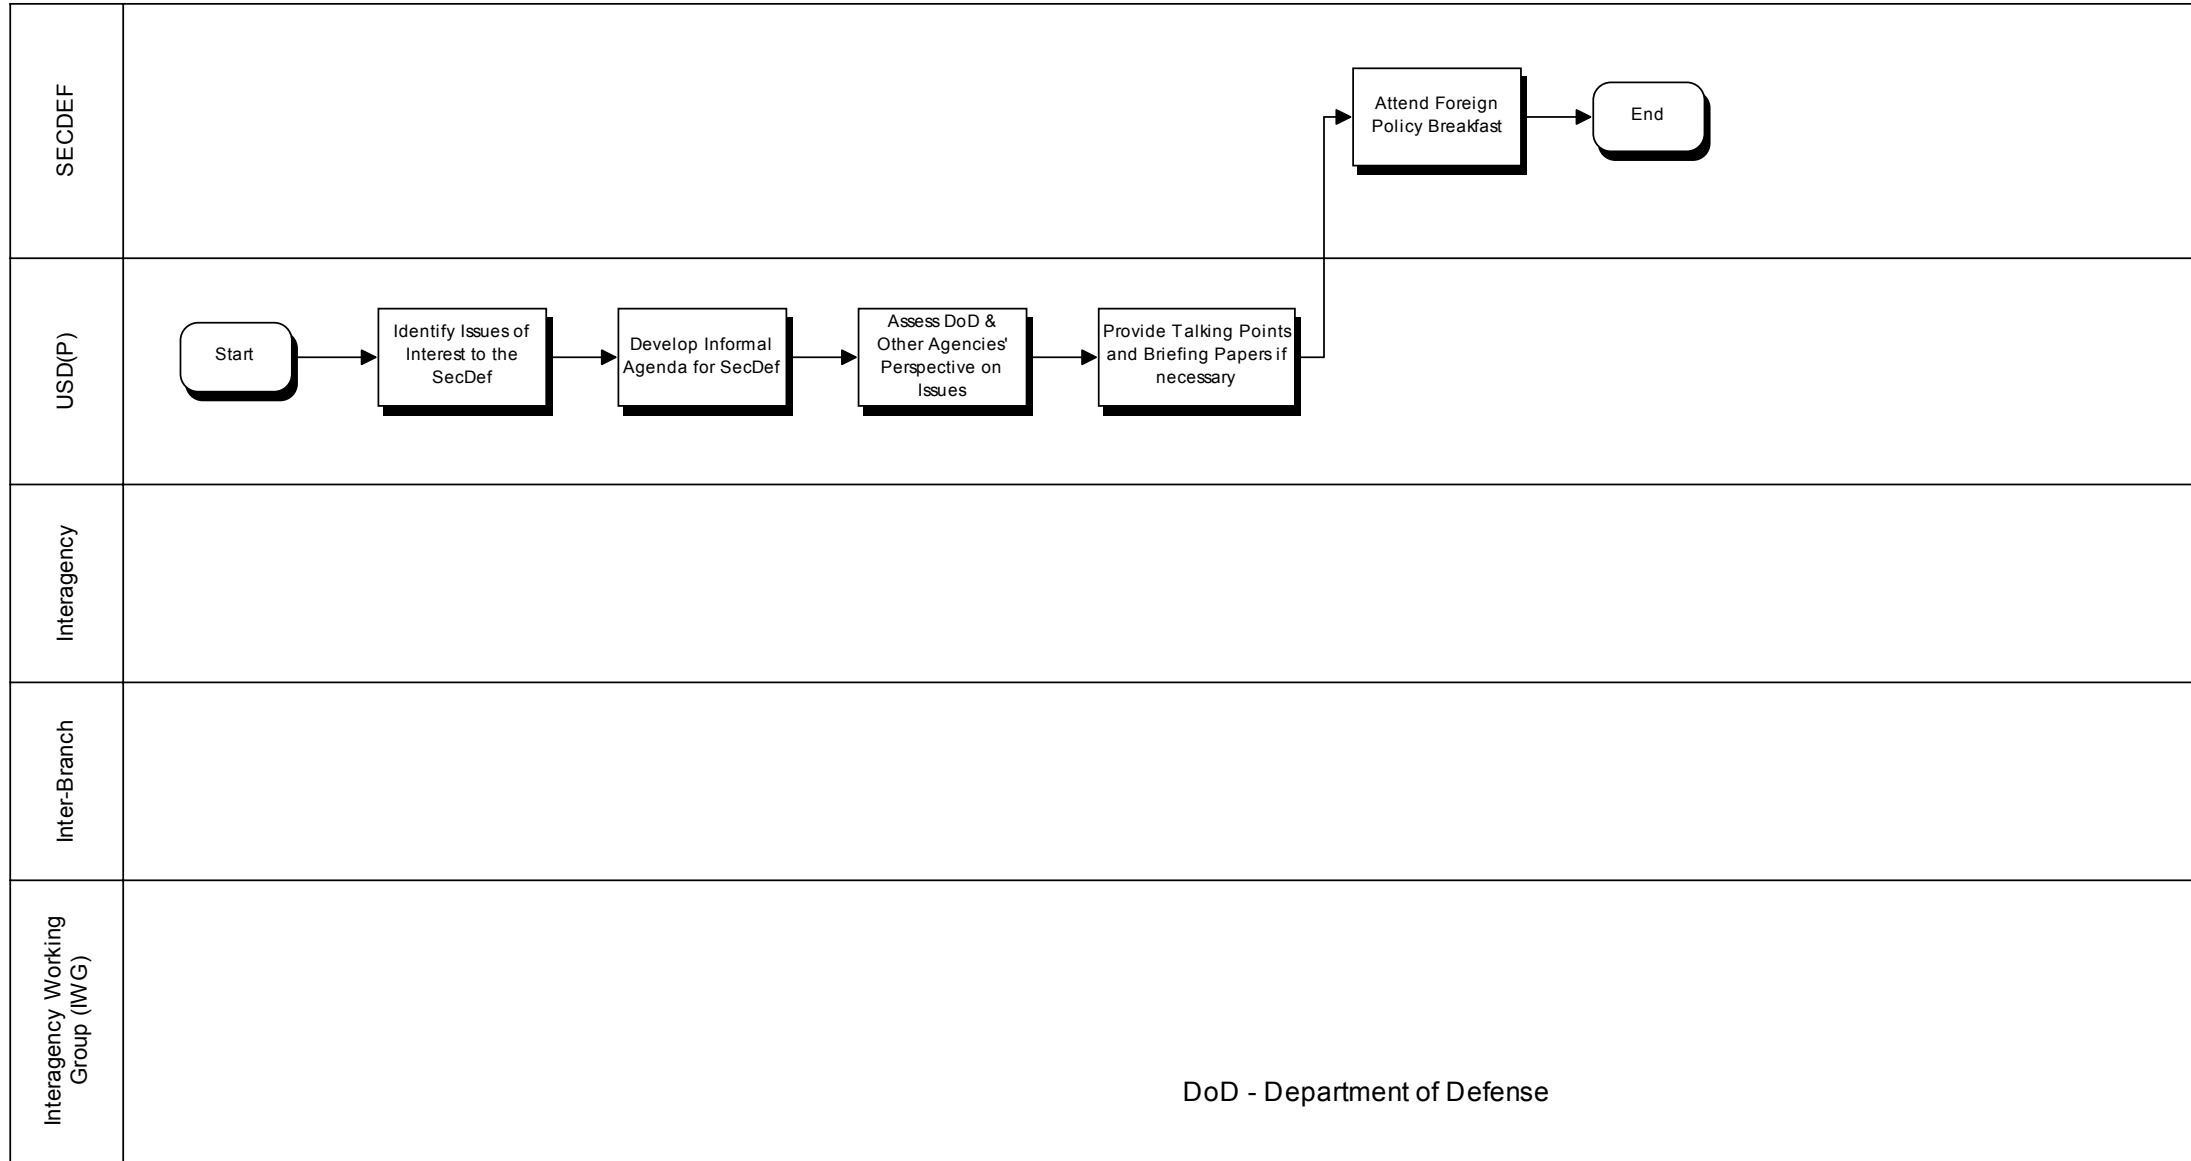 SECDEF
Attend Foreign
Policy Breakfast
End
USD(P)
Start
Identify Issues of
Interest to the
SecDef
Develop Informal
Agenda for SecDef
Assess DoD &
Other Agencies'
Perspective on
Issues
Provide Talking Points
and Briefing Papers if
necessary
Interagency
Inter-Branch
Interagency Working
Group (IWG)
DoD - Department of Defense